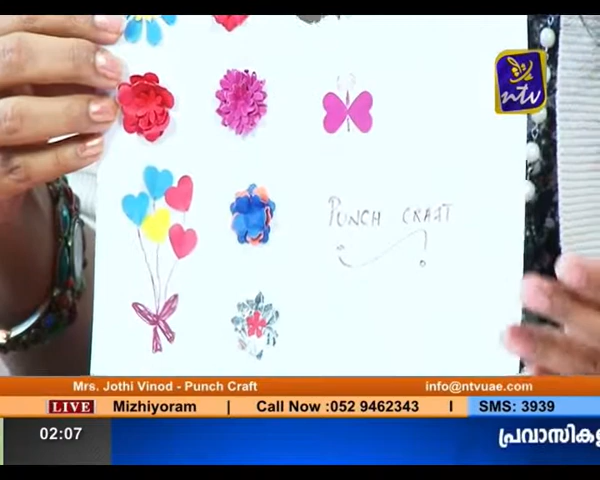 ntv
PUNCH CRAFT
Mrs. Jothi Vinod - Punch Craft info@ntvuae.com
LIVE Mizhiyoram | Call Now :052 9462343 | SMS: 3939
02:07